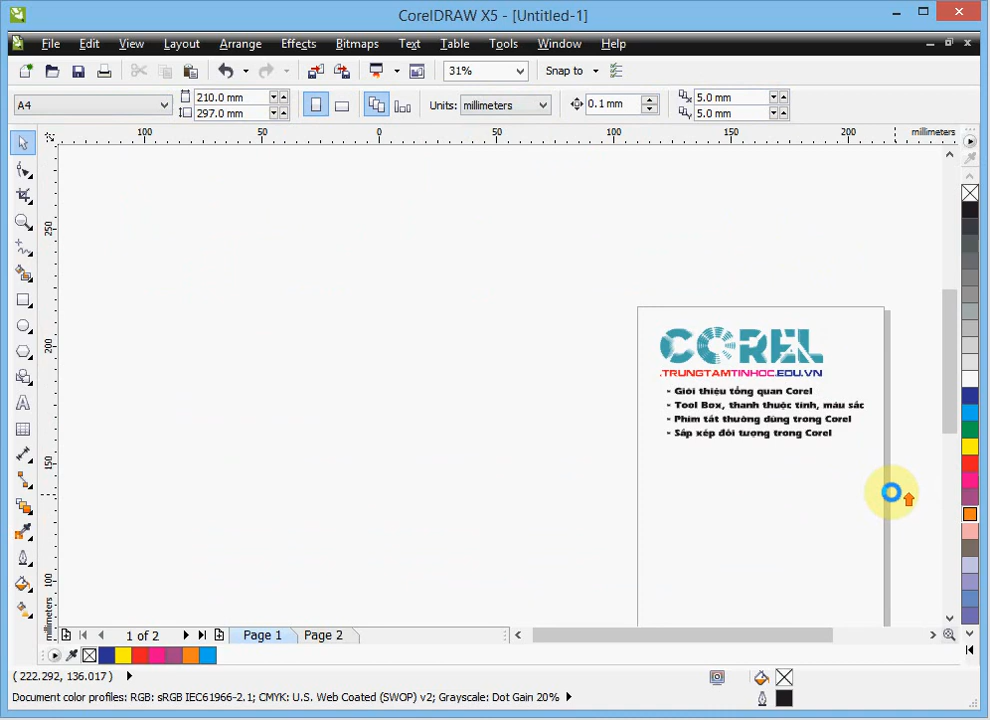 CorelDRAW X5 - [Untitled-1]
File Edit View Layout Arrange Effects Bitmaps Text Table Tools Window Help
31% Snap to
A4 210.0 mm 297.0 mm Units: millimeters 0.1 mm 5.0 mm 5.0 mm
100 50 0 50 100 150 200 millimeters
250
200
150
100
millimeters
COREL
.TRUNGTAMTINHOC.EDU.VN
- Giới thiệu tổng quan Corel
- Tool Box, thanh thuộc tính, màu sắc
- Phím tắt thường dùng trong Corel
- Sắp xếp đối tượng trong Corel
1 of 2 Page 1 Page 2
( 222.292, 136.017 )
Document color profiles: RGB: sRGB IEC61966-2.1; CMYK: U.S. Web Coated (SWOP) v2; Grayscale: Dot Gain 20%